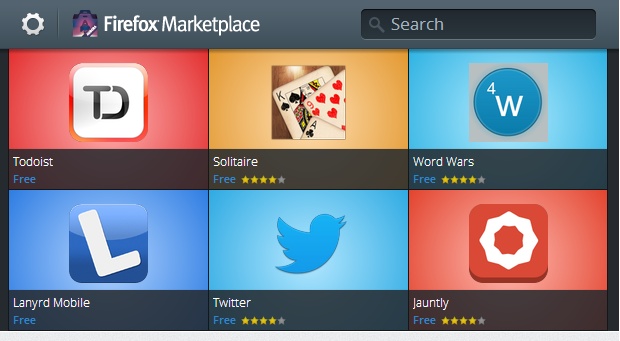 Firefox Marketplace
Search
TD
K
9
4
W
Todoist
Solitaire
Word Wars
Free
Free
Free
L
Lanyrd Mobile
Twitter
Jauntly
Free
Free
Free